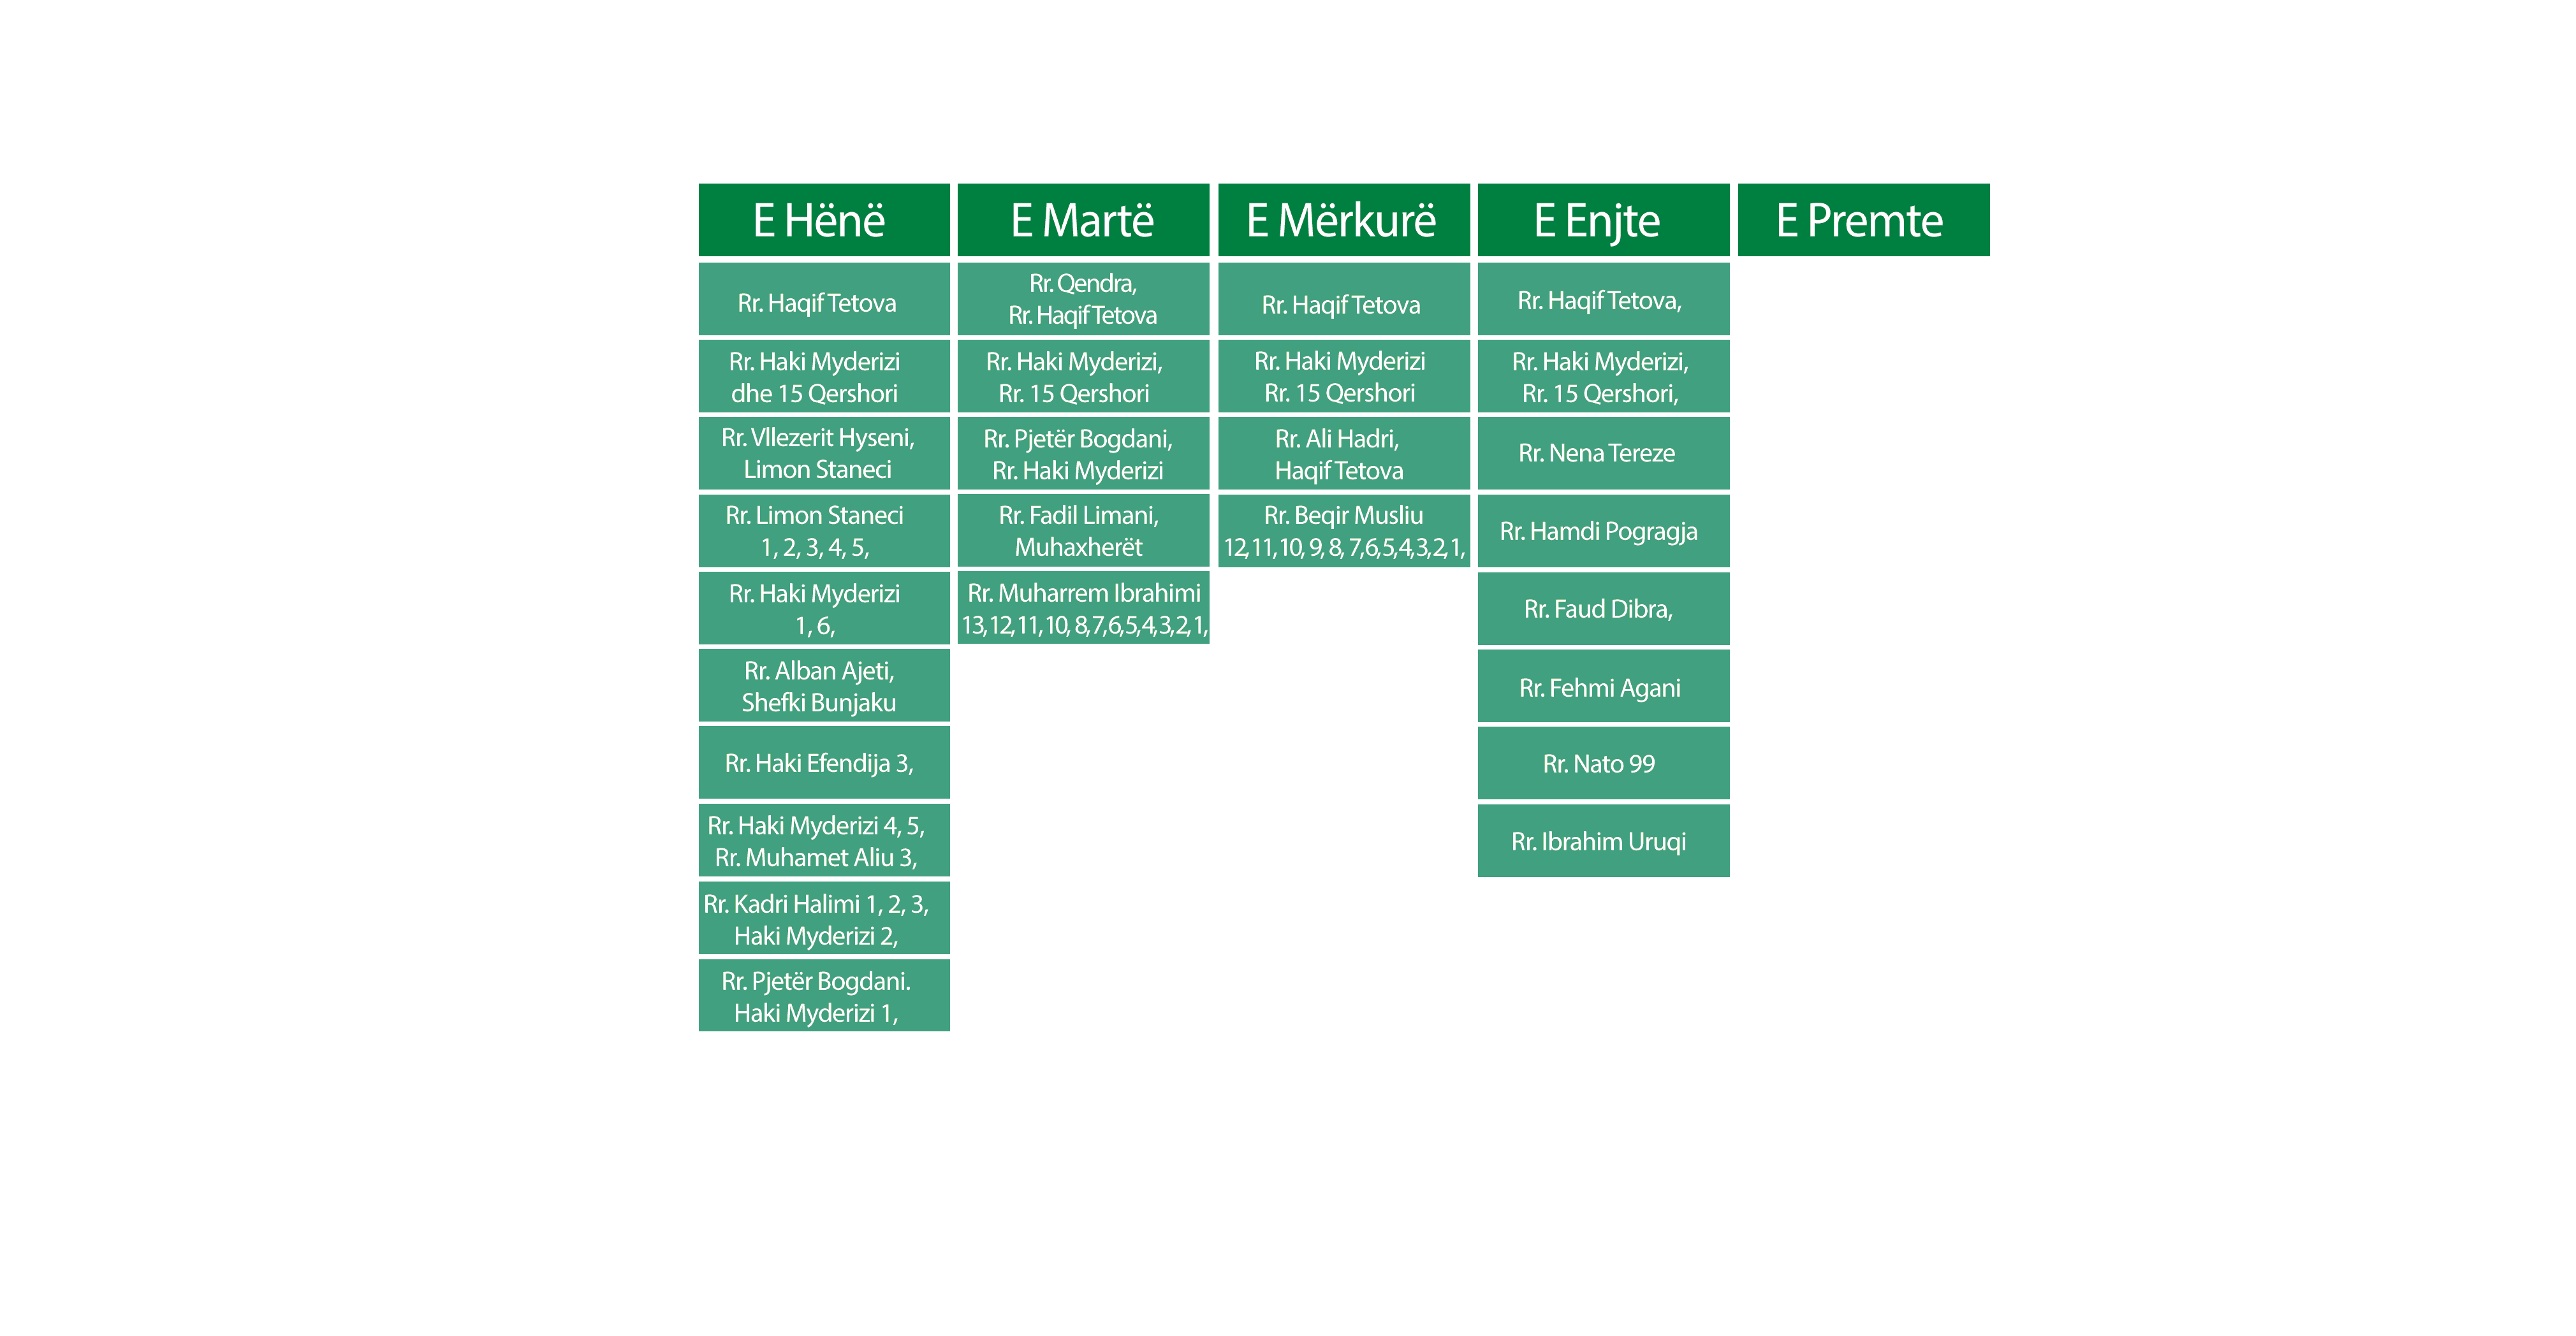 E Hënë
Rr. Haqif Tetova
Rr. Haki Myderizi
dhe 15 Qershori
Rr. Vllezerit Hyseni,
Limon Staneci
Rr. Limon Staneci
1, 2, 3, 4, 5,
Rr. Haki Myderizi
1, 6,
Rr. Alban Ajeti,
Shefki Bunjaku
Rr. Haki Efendija 3,
Rr. Haki Myderizi 4, 5,
Rr. Muhamet Aliu 3,
Rr. Kadri Halimi 1, 2, 3,
Haki Myderizi 2,
Rr. Pjetër Bogdani.
Haki Myderizi 1,
E Martë
Rr. Qendra,
Rr. Haqif Tetova
Rr. Haki Myderizi,
Rr. 15 Qershori
Rr. Pjetër Bogdani,
Rr. Haki Myderizi
Rr. Fadil Limani,
Muhaxherët
Rr. Muharrem Ibrahimi
13,12,11,10, 8,7,6,5,4,3,2,1,
E Mërkurë
Rr. Haqif Tetova
Rr. Haki Myderizi
Rr. 15 Qershori
Rr. Ali Hadri,
Haqif Tetova
Rr. Beqir Musliu
12,11,10, 9, 8, 7,6,5,4,3,2,1,
E Enjte
Rr. Haqif Tetova,
Rr. Haki Myderizi,
Rr. 15 Qershori,
Rr. Nena Tereze
Rr. Hamdi Pogragja
Rr. Faud Dibra,
Rr. Fehmi Agani
Rr. Nato 99
Rr. Ibrahim Uruqi
E Premte